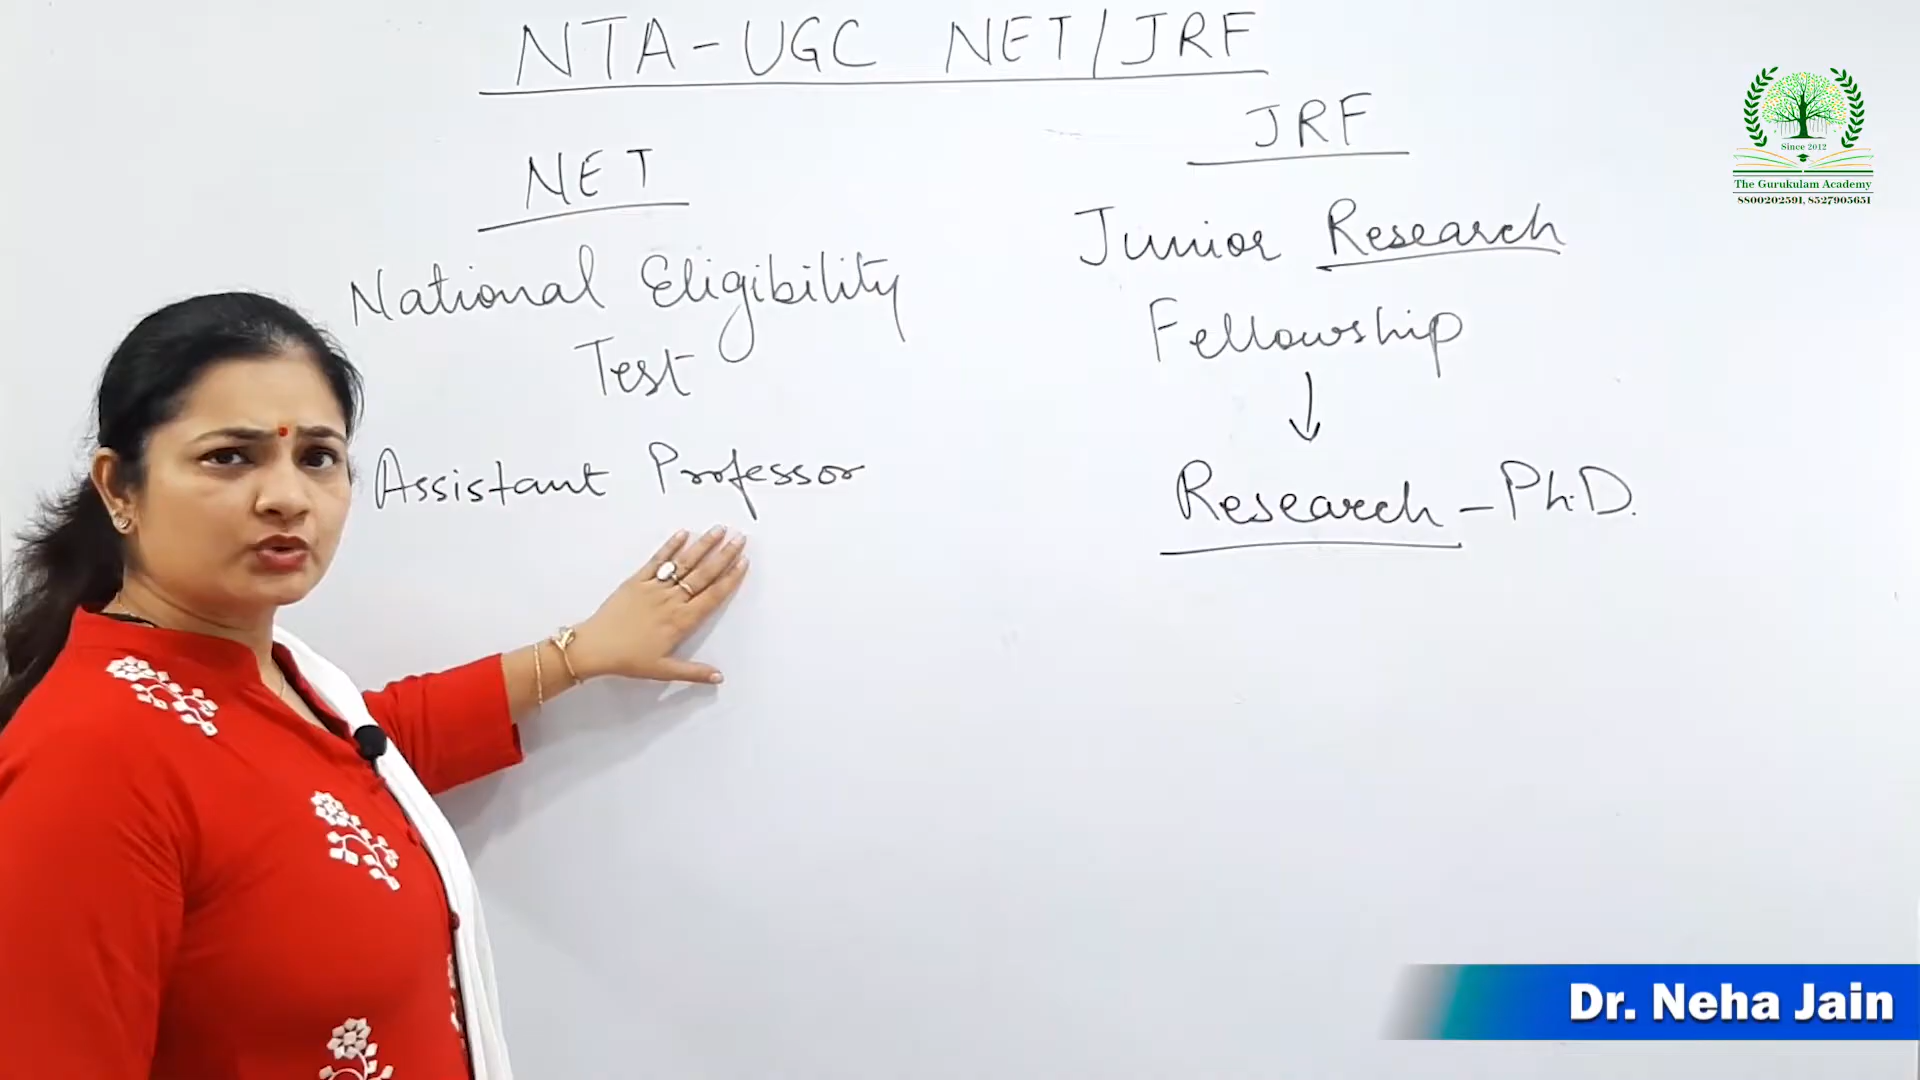 NTA-UGC NET/JRF
NET
National Eligibility
Test
Assistant Professor
JRF
Junior Research
Fellowship
Research - Ph.D.
Since 2012
The Gurukulam Academy
8800202591, 8527905651
Dr. Neha Jain